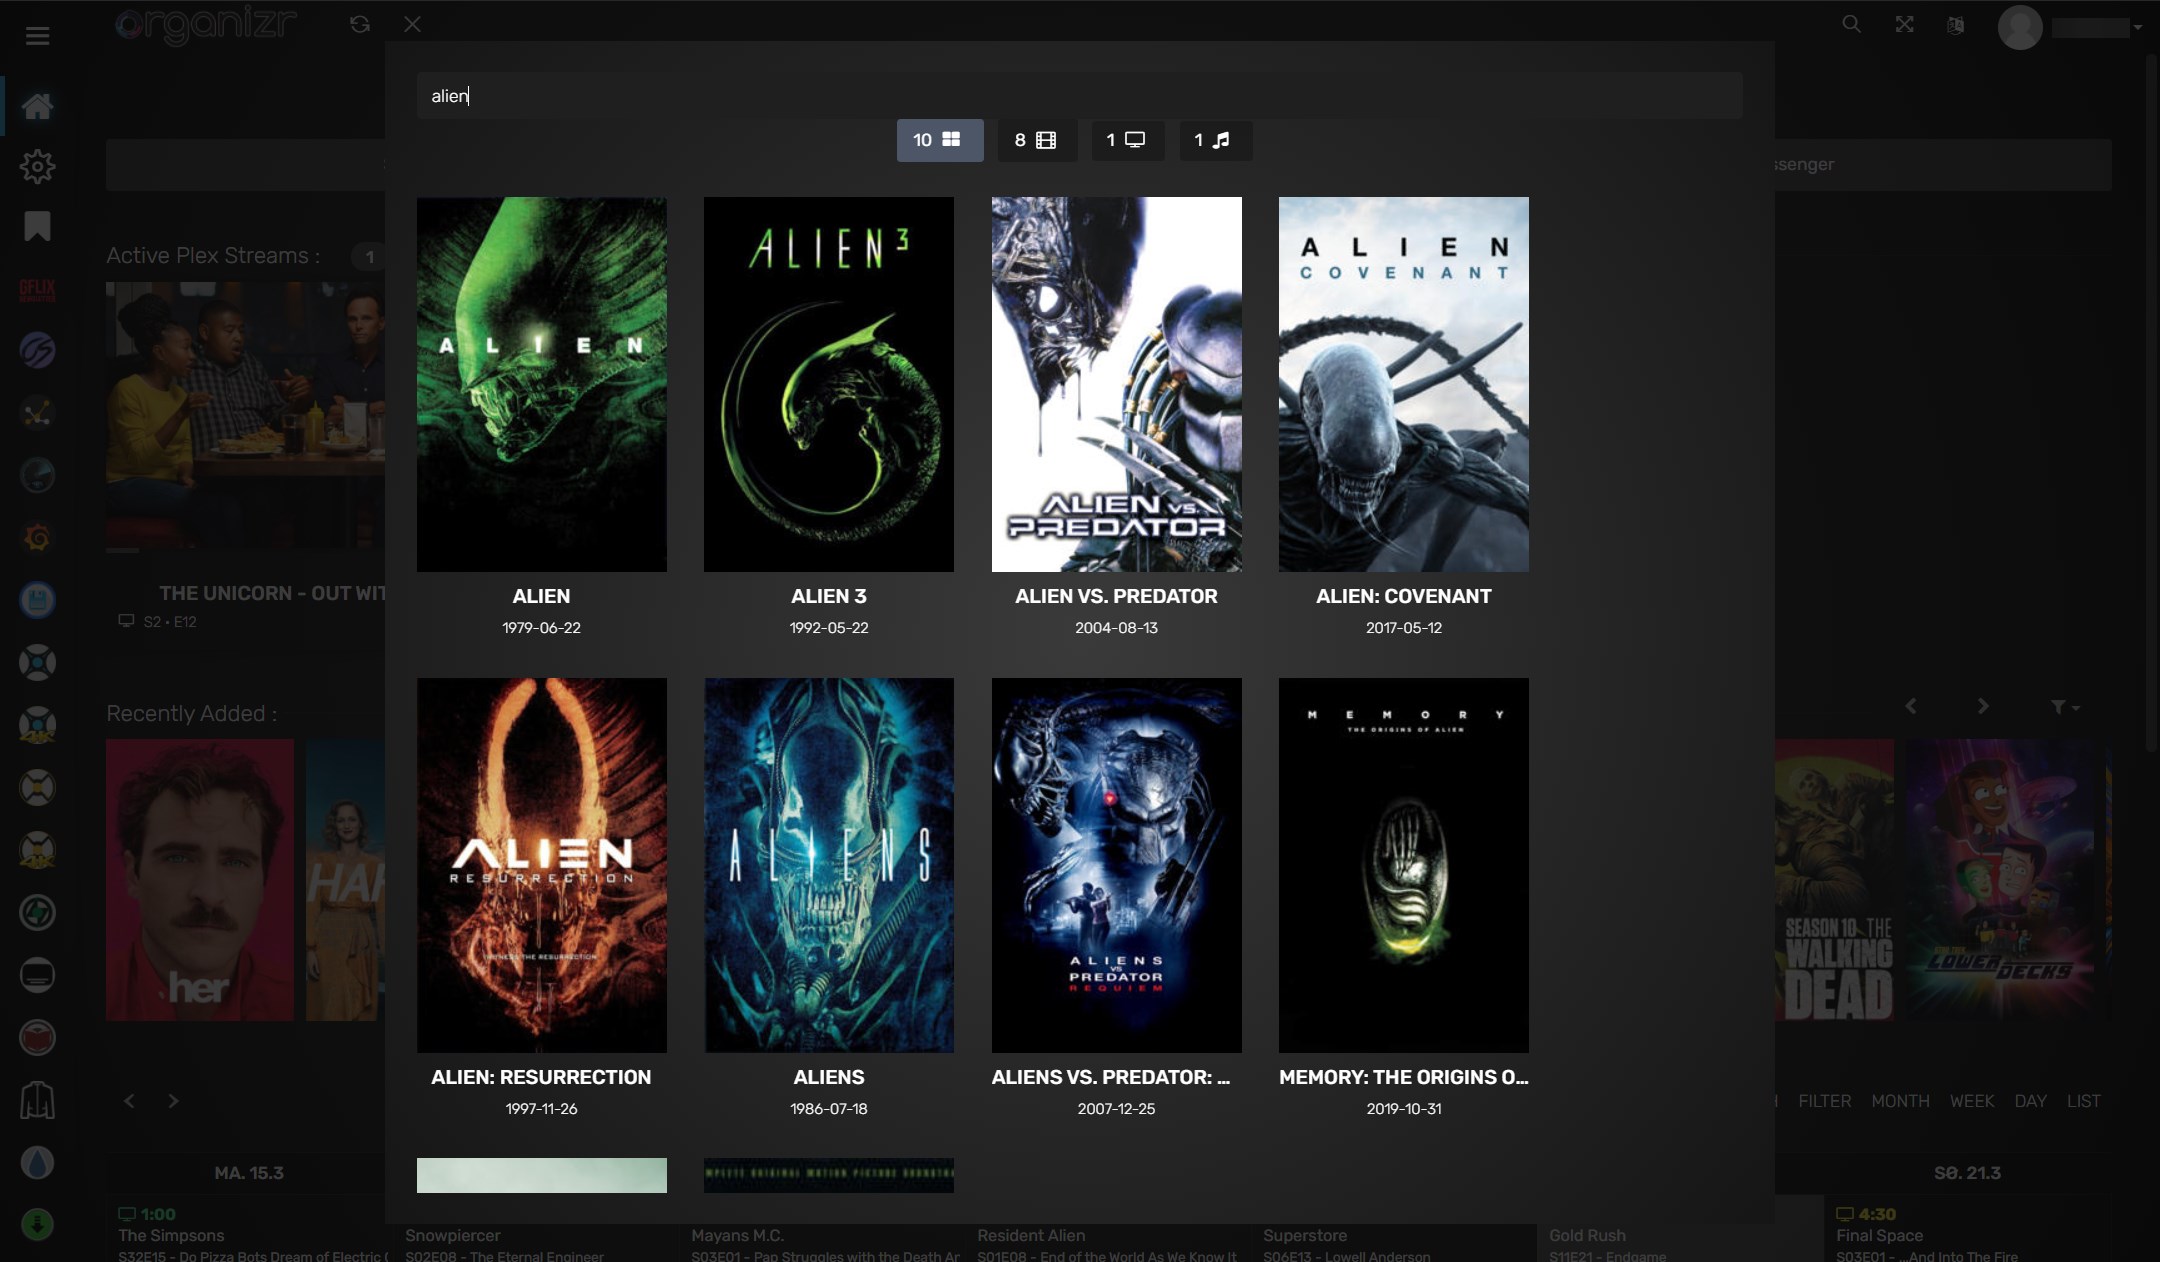 organizr
alien
10
8
1
1
ssenger
Active Plex Streams :
1
GFLIX
THE UNICORN - OUT WIT
S2 • E12
Recently Added :
her
HAP
SEASON 10 THE
WALKING
DEAD
LOWER DECKS
A L I E N
ALIEN 3
ALIEN VS.
PREDATOR
A L I E N
C O V E N A N T
ALIEN
1979-06-22
ALIEN 3
1992-05-22
ALIEN VS. PREDATOR
2004-08-13
ALIEN: COVENANT
2017-05-12
ALIEN
RESURRECTION
WITNESS THE RESURRECTION
ALIENS
ALIENS
VS
PREDATOR
REQUIEM
M E M O R Y
THE ORIGINS OF ALIEN
ALIEN: RESURRECTION
1997-11-26
ALIENS
1986-07-18
ALIENS VS. PREDATOR: ...
2007-12-25
MEMORY: THE ORIGINS O...
2019-10-31
FILTER
MONTH
WEEK
DAY
LIST
MA. 15.3
SØ. 21.3
1:00
The Simpsons
S32E15 - Do Pizza Bots Dream of Electric
Snowpiercer
S02E08 - The Eternal Engineer
Mayans M.C.
S03E01 - Pap Struggles with the Death Ar
Resident Alien
S01E08 - End of the World As We Know It
Superstore
S06E13 - Lowell Anderson
Gold Rush
S11E21 - Endgame
4:30
Final Space
S03E01 - ...And Into The Fire